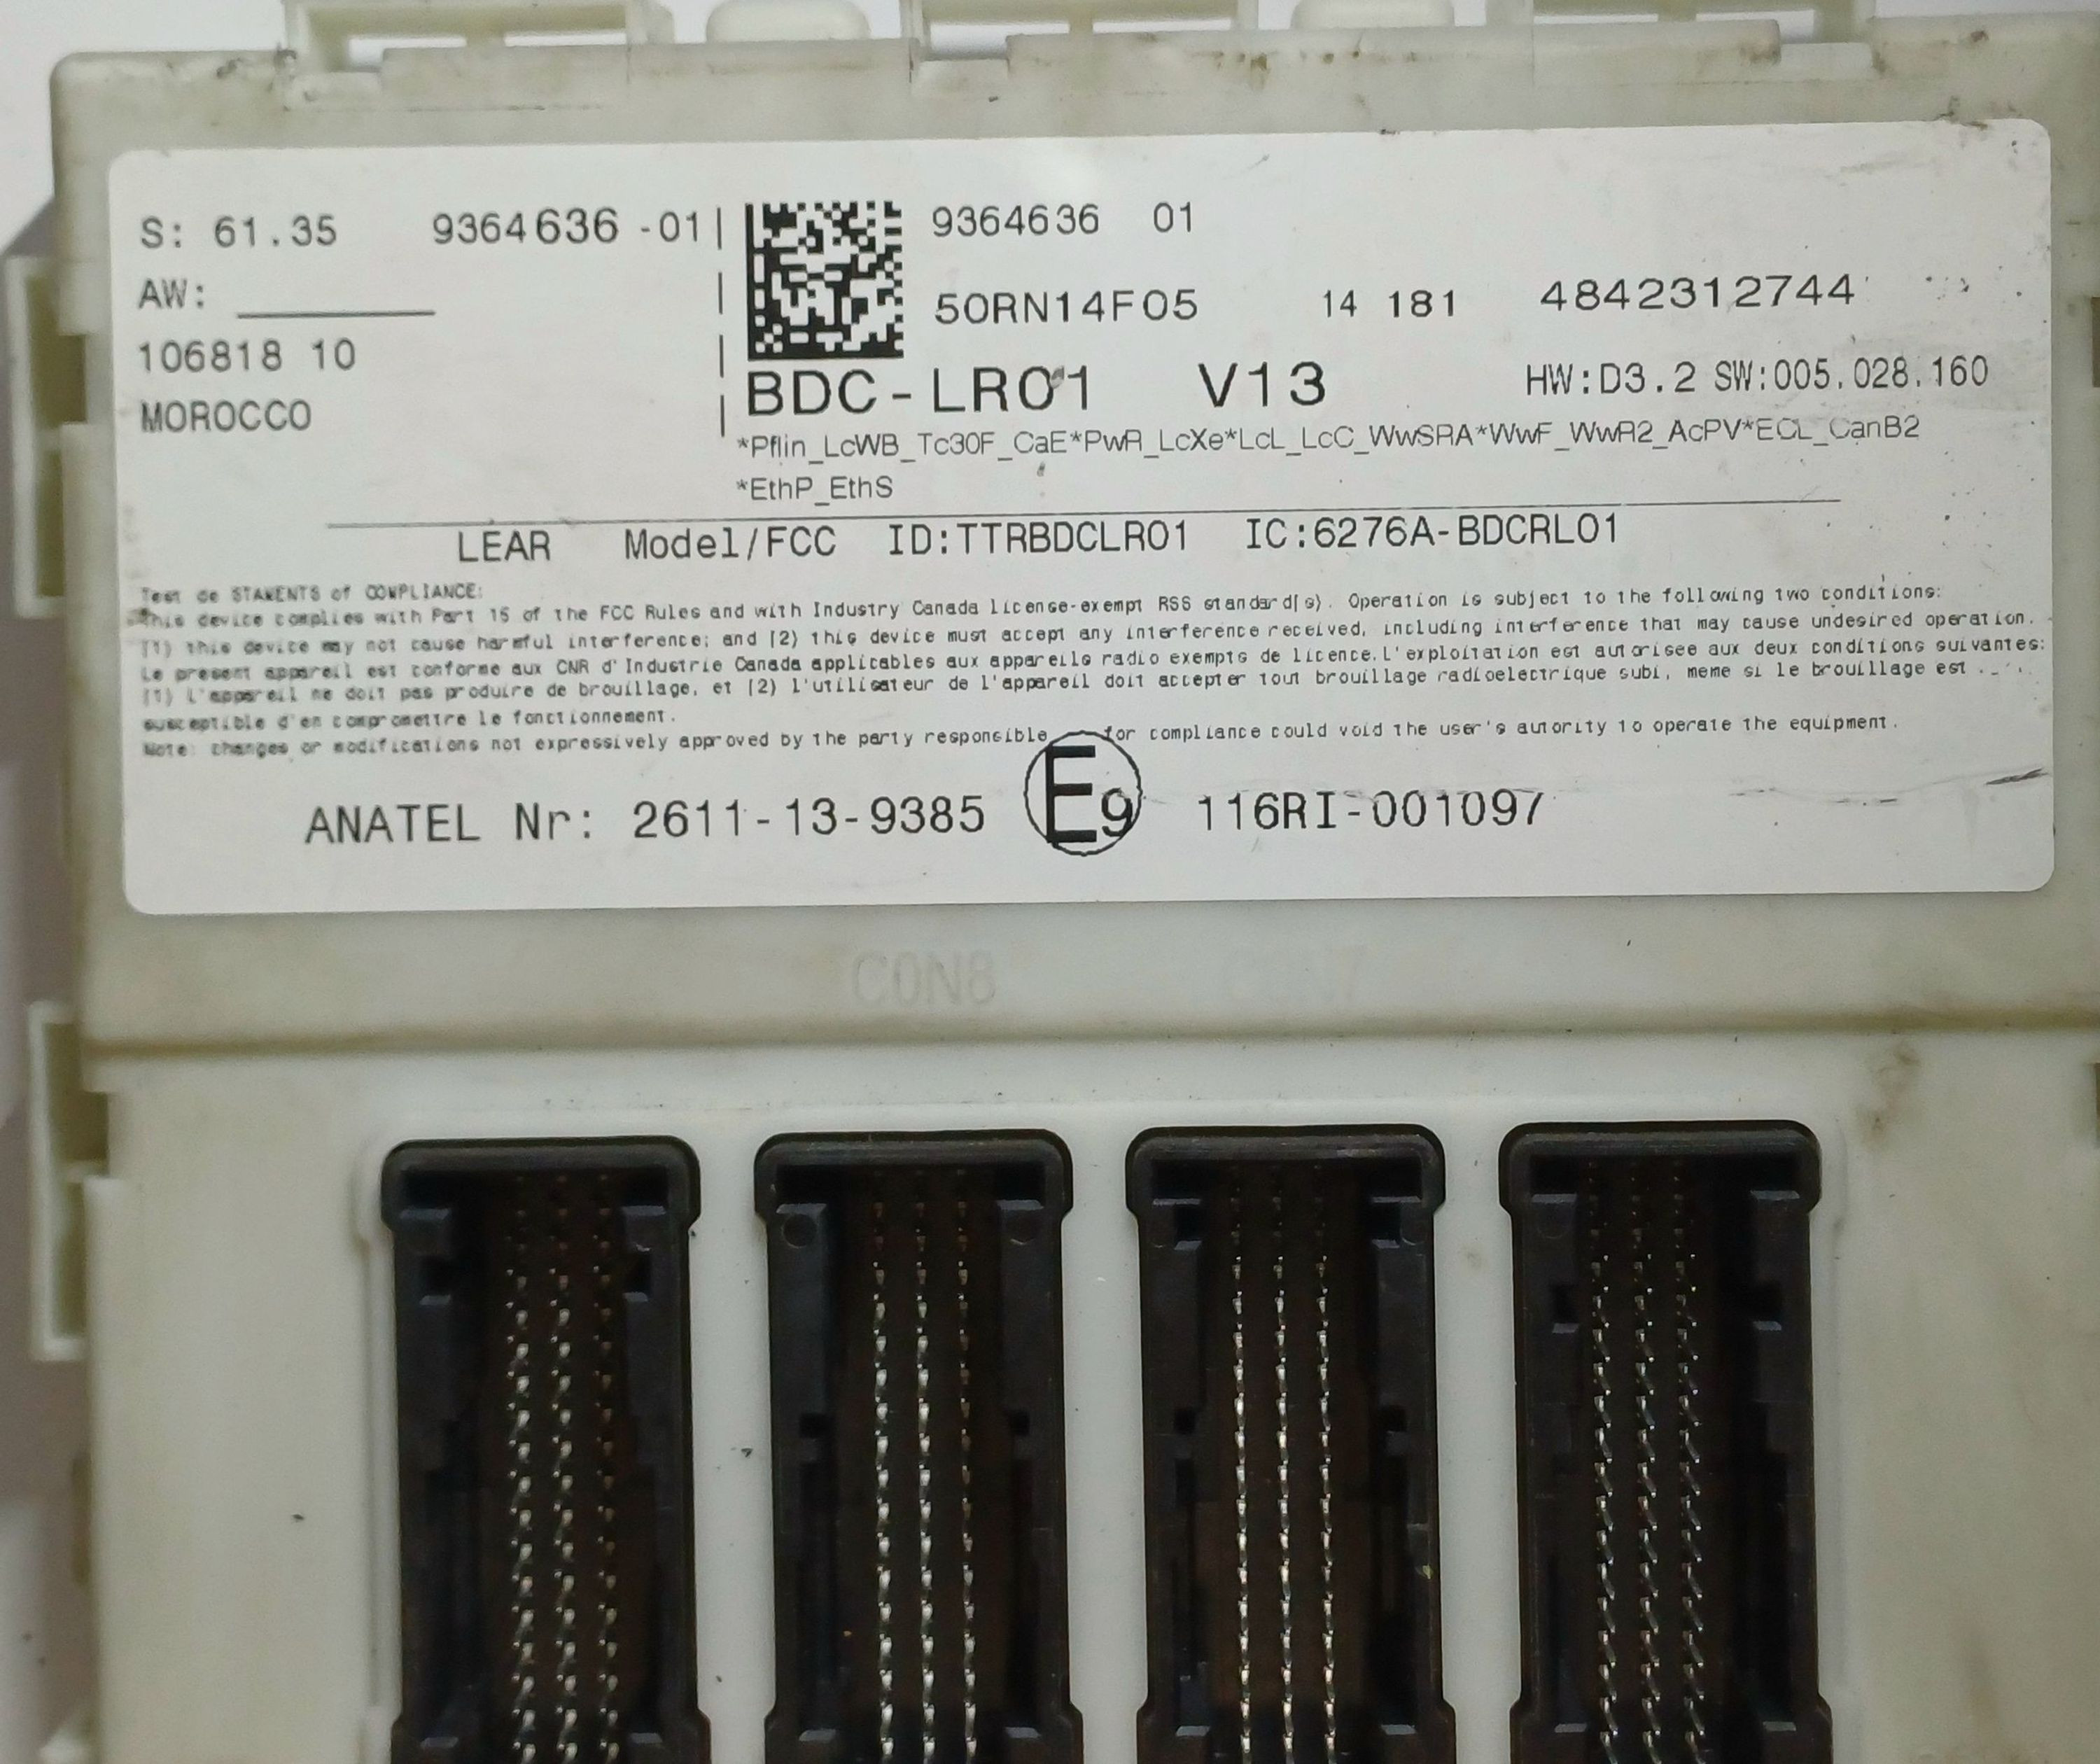 S: 61.35 9364636 -01
AW:
106818 10
MOROCCO
9364636 01
50RN14F05 14 181 4842312744
BDC-LR01 V13 HW:D3.2 SW:005.028.160
*Pflin_LcWB_Tc30F_CaE*PwR_LcXe*LcL_LcC_WwSRA*WwF_WwR2_AcPV*ECL_CanB2
*EthP_EthS
LEAR Model/FCC ID:TTRBDCLR01 IC:6276A-BDCRL01
Test de STAMENTS of COMPLIANCE:
This device complies with Part 15 of the FCC Rules and with Industry Canada license-exempt RSS standard(s). Operation is subject to the following two conditions:
(1) this device may not cause harmful interference; and (2) this device must accept any interference received, including interference that may cause undesired operation.
Le present appareil est conforme aux CNR d'Industrie Canada applicables aux appareils radio exempts de licence.L'exploitation est autorisee aux deux conditions suivantes:
(1) L'appareil ne doit pas produire de brouillage, et (2) l'utilisateur de l'appareil doit accepter tout brouillage radioelectrique subi, meme si le brouillage est
susceptible d'en compromettre le fonctionnement.
Note: changes or modifications not expressively approved by the party responsible for compliance could void the user's autority to operate the equipment.
ANATEL Nr: 2611-13-9385 E9 116RI-001097
CON8